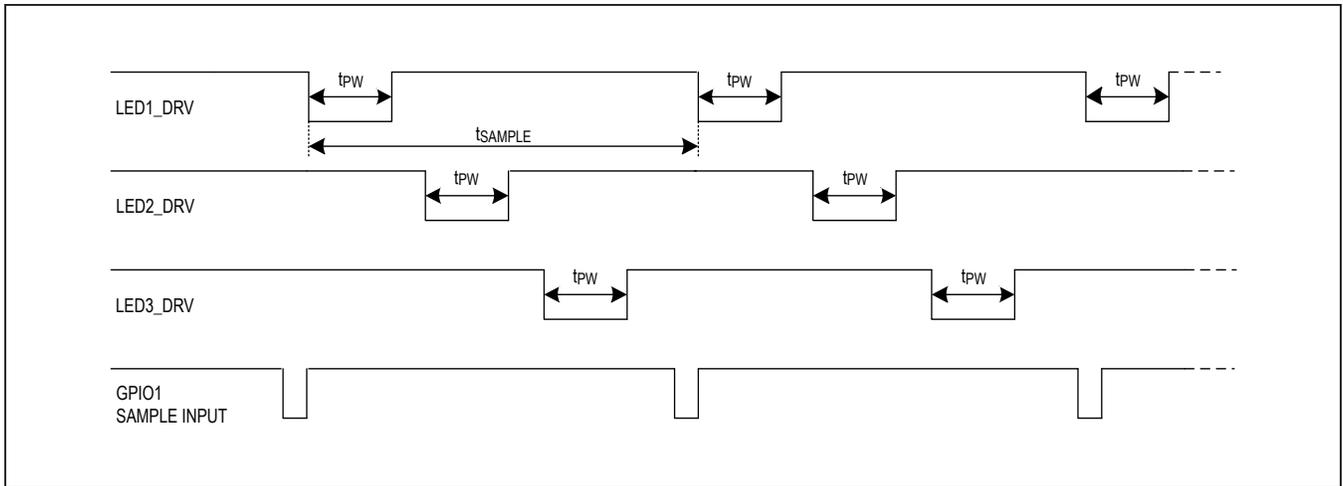 tPW tPW tPW
LED1_DRV
tSAMPLE
tPW tPW
LED2_DRV
tPW tPW
LED3_DRV
GPIO1
SAMPLE INPUT